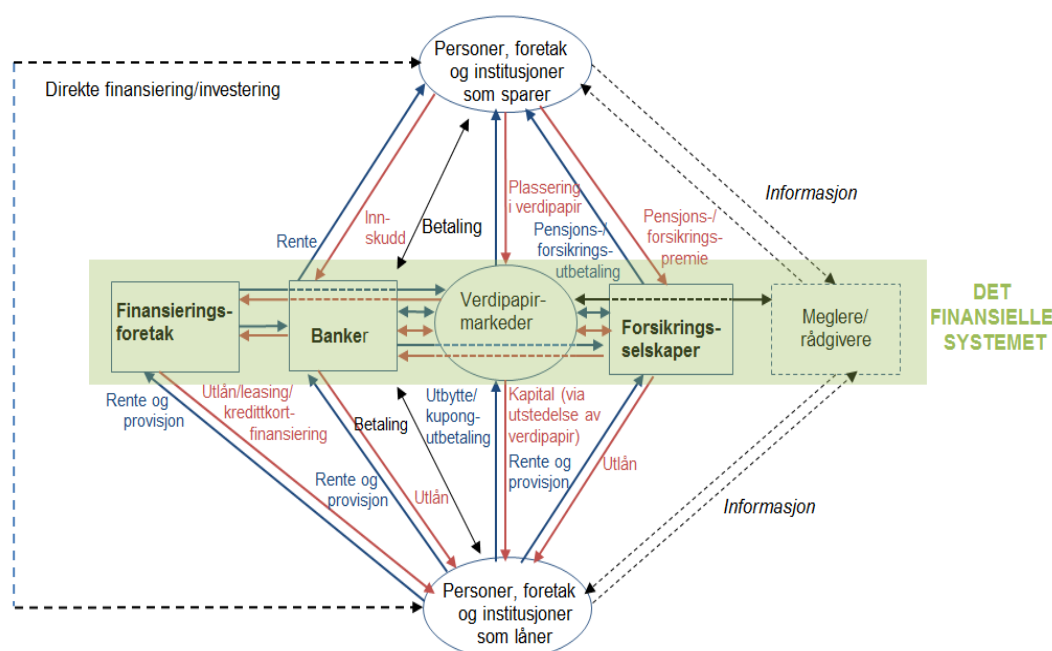 Personer, foretak
og institusjoner
som sparer
Direkte finansiering/investering
Informasjon
Rente
Inn-
skudd
Betaling
Plassering
i verdipapir
Pensjons-/
forsikrings-
utbetaling
Pensjons-/
forsikrings-
premie
Finansierings-
foretak
Banker
Verdipapir-
markeder
Forsikrings-
selskaper
Meglere/
rådgivere
DET
FINANSIELLE
SYSTEMET
Rente og
provisjon
Utlån/leasing/
kredittkort-
finansiering
Betaling
Rente og
provisjon
Utlån
Utbytte/
kupong-
utbetaling
Kapital (via
utstedelse av
verdipapir)
Rente og
provisjon
Utlån
Informasjon
Personer, foretak
og institusjoner
som låner